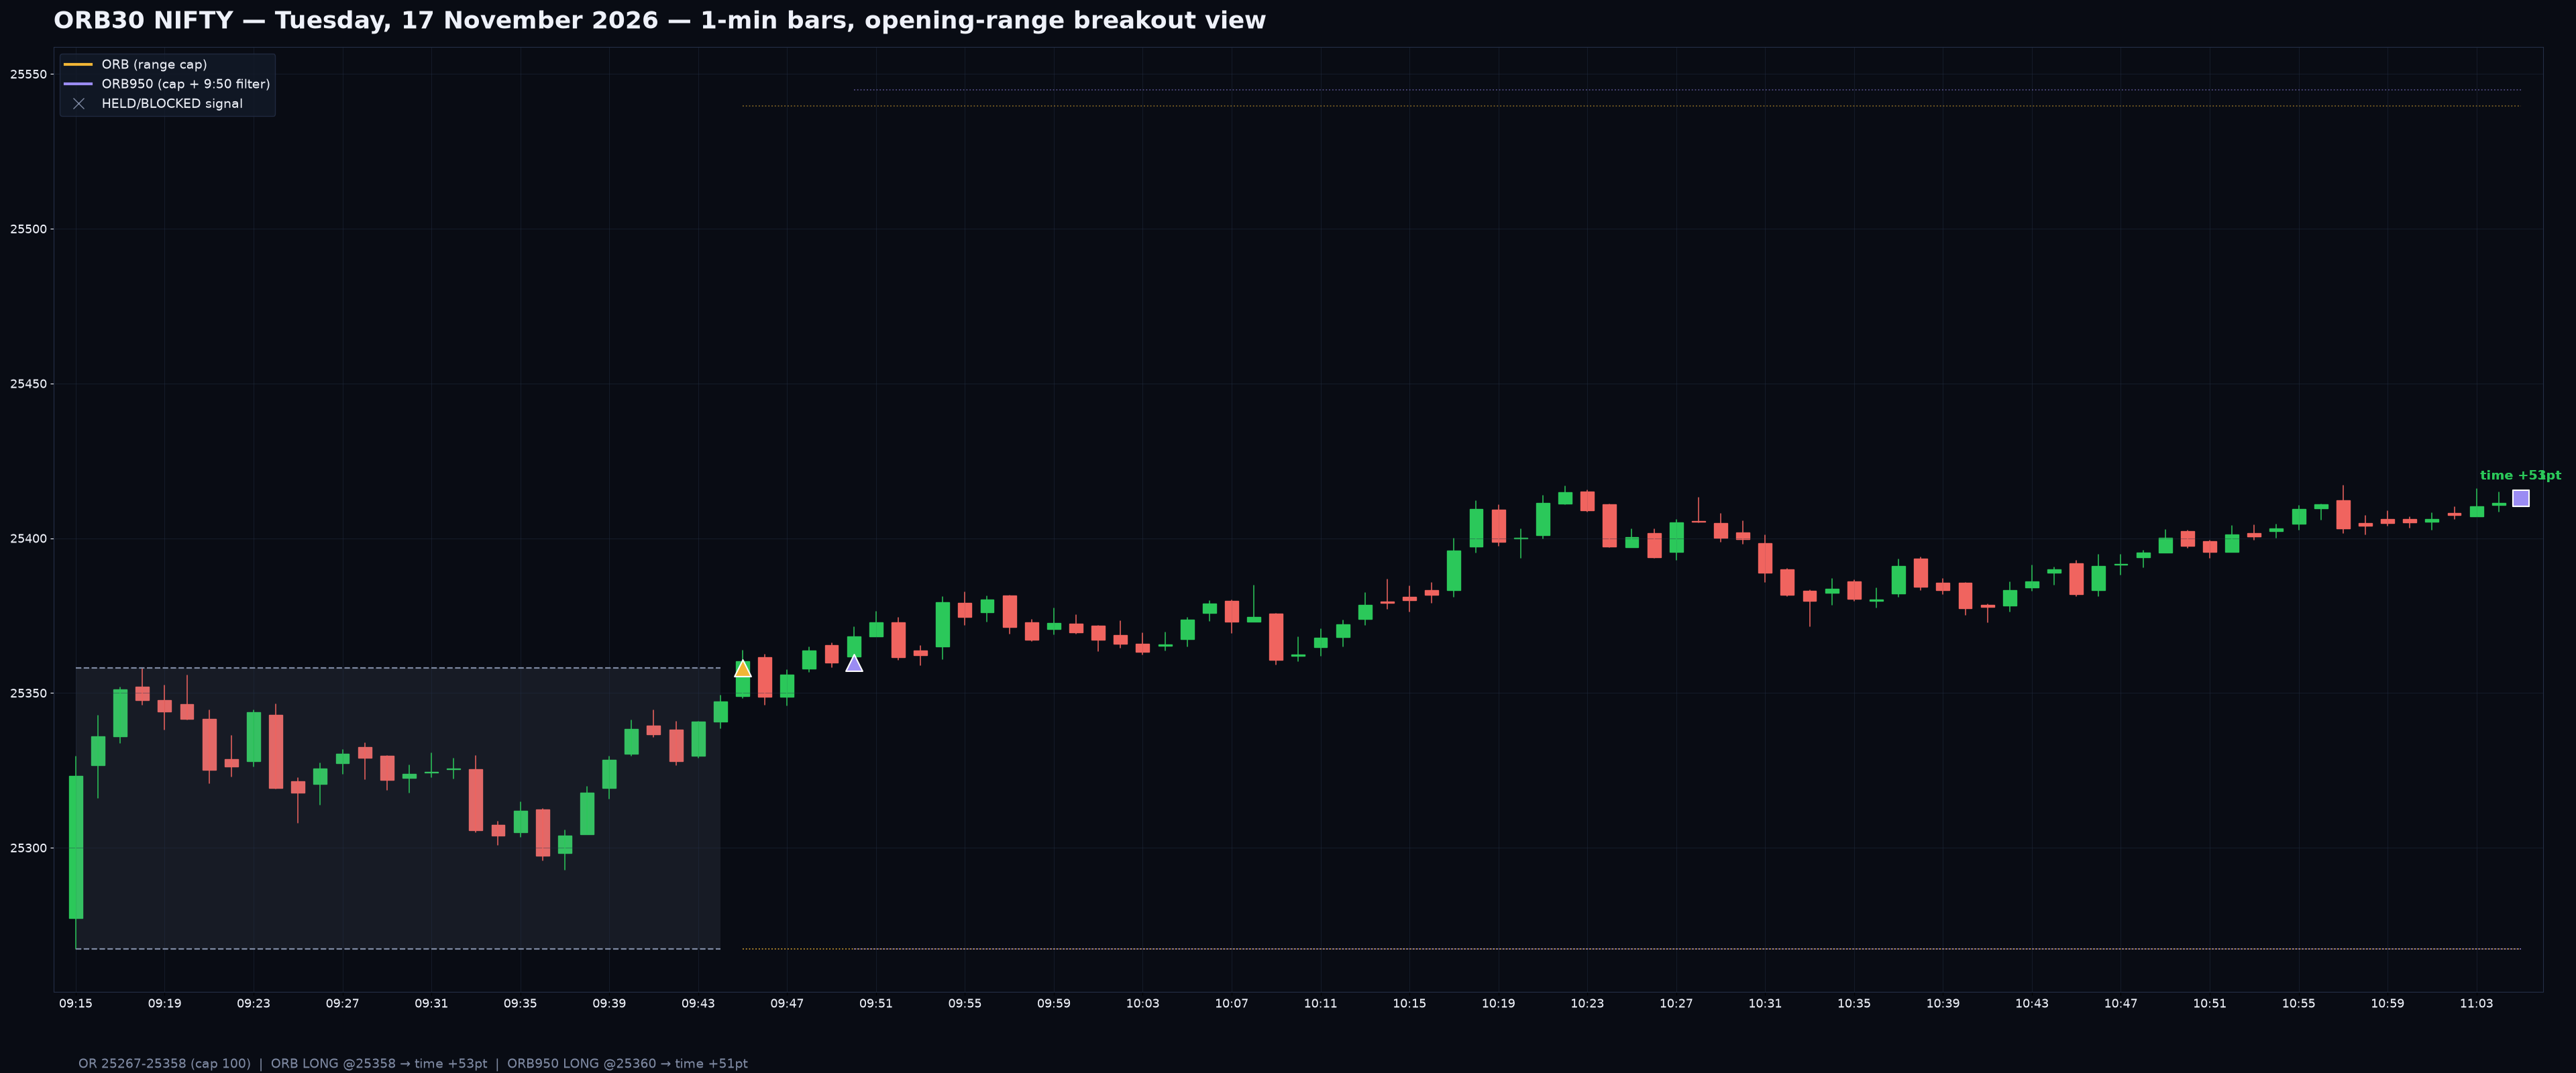 ORB30 NIFTY — Tuesday, 17 November 2026 — 1-min bars, opening-range breakout view
ORB (range cap)
ORB950 (cap + 9:50 filter)
HELD/BLOCKED signal
25550
25500
25450
25400
25350
25300
time +53pt
09:15 09:19 09:23 09:27 09:31 09:35 09:39 09:43 09:47 09:51 09:55 09:59 10:03 10:07 10:11 10:15 10:19 10:23 10:27 10:31 10:35 10:39 10:43 10:47 10:51 10:55 10:59 11:03
OR 25267-25358 (cap 100) | ORB LONG @25358 → time +53pt | ORB950 LONG @25360 → time +51pt